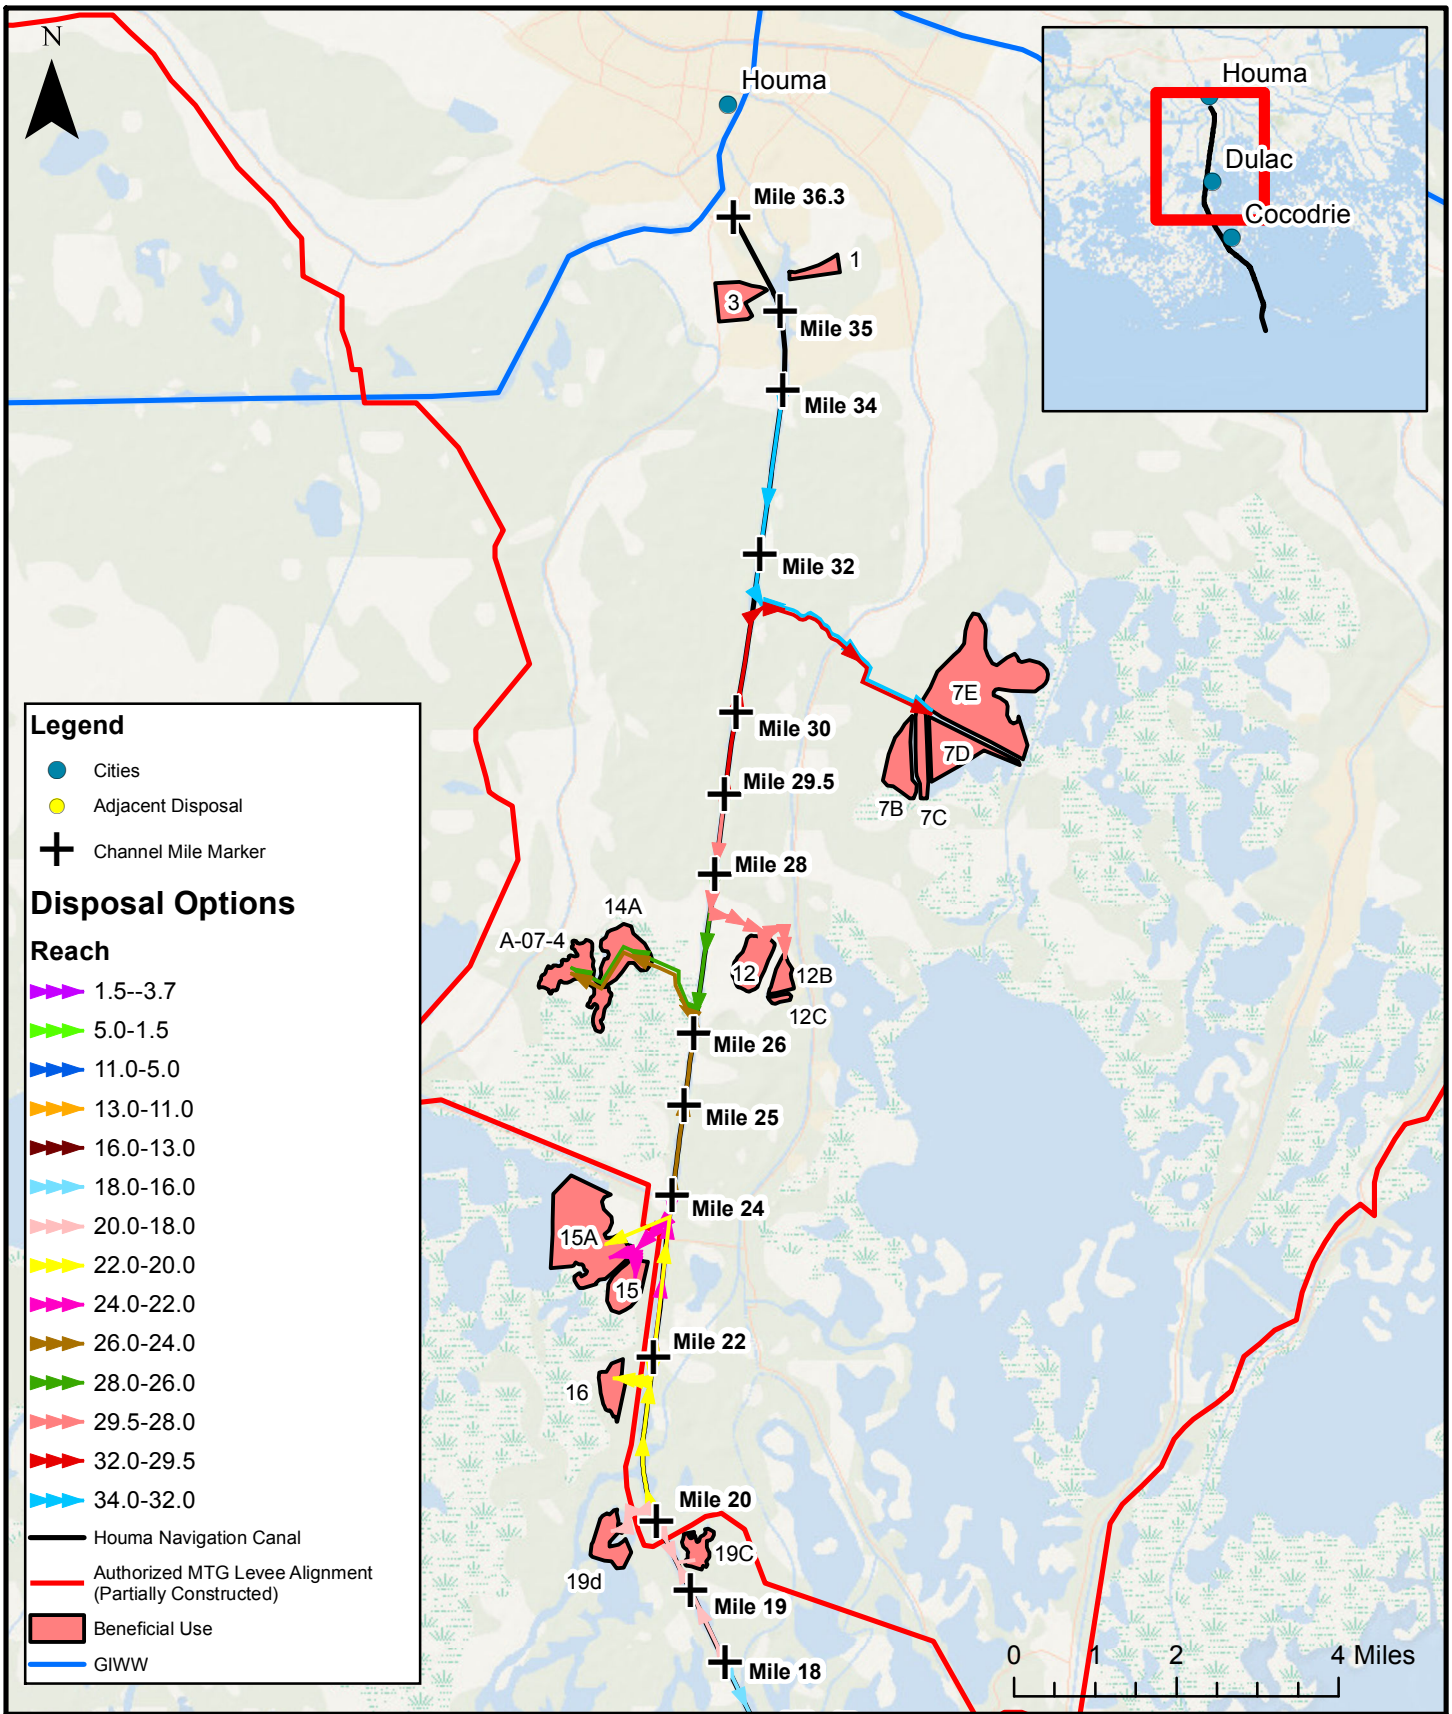 N
Houma
Mile 36.3
1
3
Mile 35
Mile 34
Mile 32
7E
Mile 30
7D
Mile 29.5
7B
7C
Mile 28
14A
A-07-4
12
12B
12C
Mile 26
Mile 25
Mile 24
15A
15
Mile 22
16
Mile 20
19C
19d
Mile 19
Mile 18
Houma
Dulac
Cocodrie
Legend
Cities
Adjacent Disposal
Channel Mile Marker
Disposal Options
Reach
1.5--3.7
5.0-1.5
11.0-5.0
13.0-11.0
16.0-13.0
18.0-16.0
20.0-18.0
22.0-20.0
24.0-22.0
26.0-24.0
28.0-26.0
29.5-28.0
32.0-29.5
34.0-32.0
Houma Navigation Canal
Authorized MTG Levee Alignment
(Partially Constructed)
Beneficial Use
GIWW
0 1 2 4 Miles